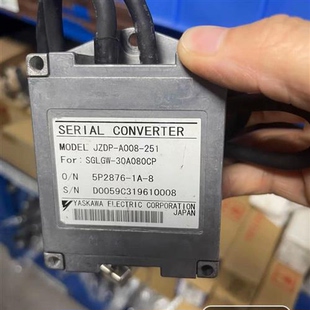 SERIAL CONVERTER
MODEL JZDP-A008-251
For: SGLGW-30A080CP
O/N 5P2876-1A-8
S/N D0059C319610008
YASKAWA ELECTRIC CORPORATION
JAPAN